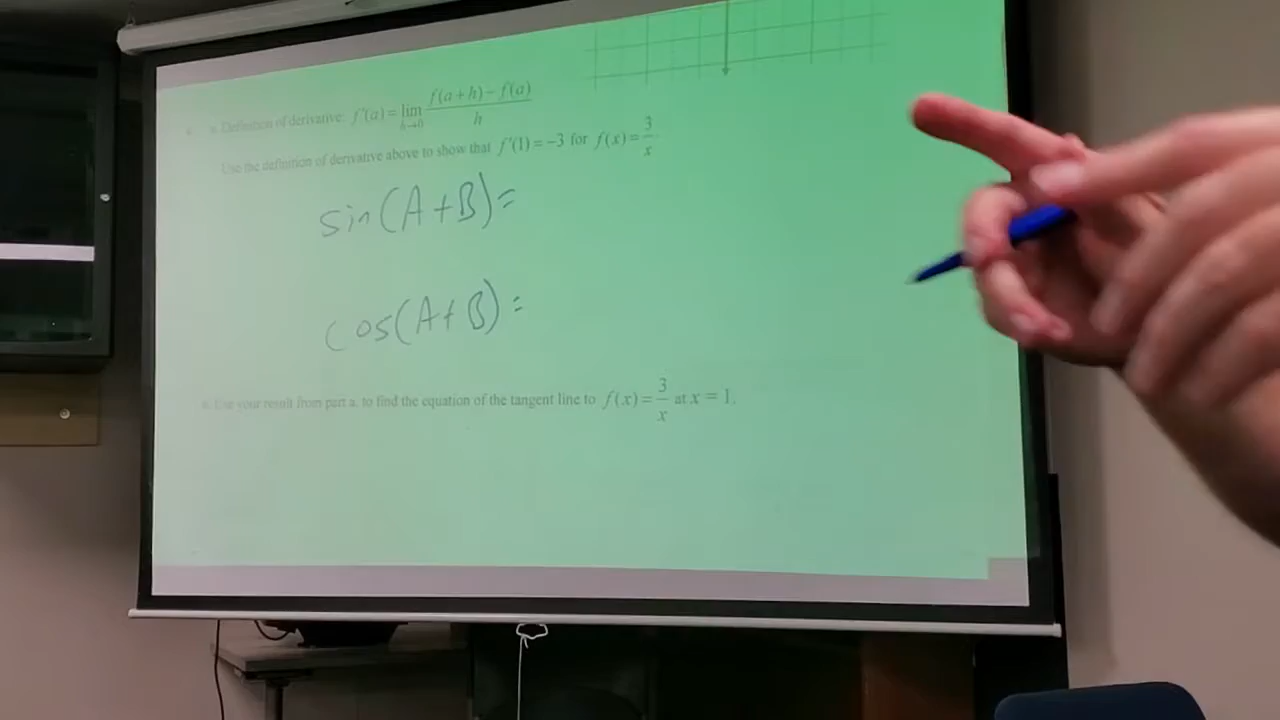 a. Definition of derivative: f'(a) = lim h→0 (f(a+h) − f(a))/h
Use the definition of derivative above to show that f'(1) = −3 for f(x) = 3/x
sin(A+B)=
cos(A+B)=
Use your result from part a. to find the equation of the tangent line to f(x) = 3/x at x = 1.